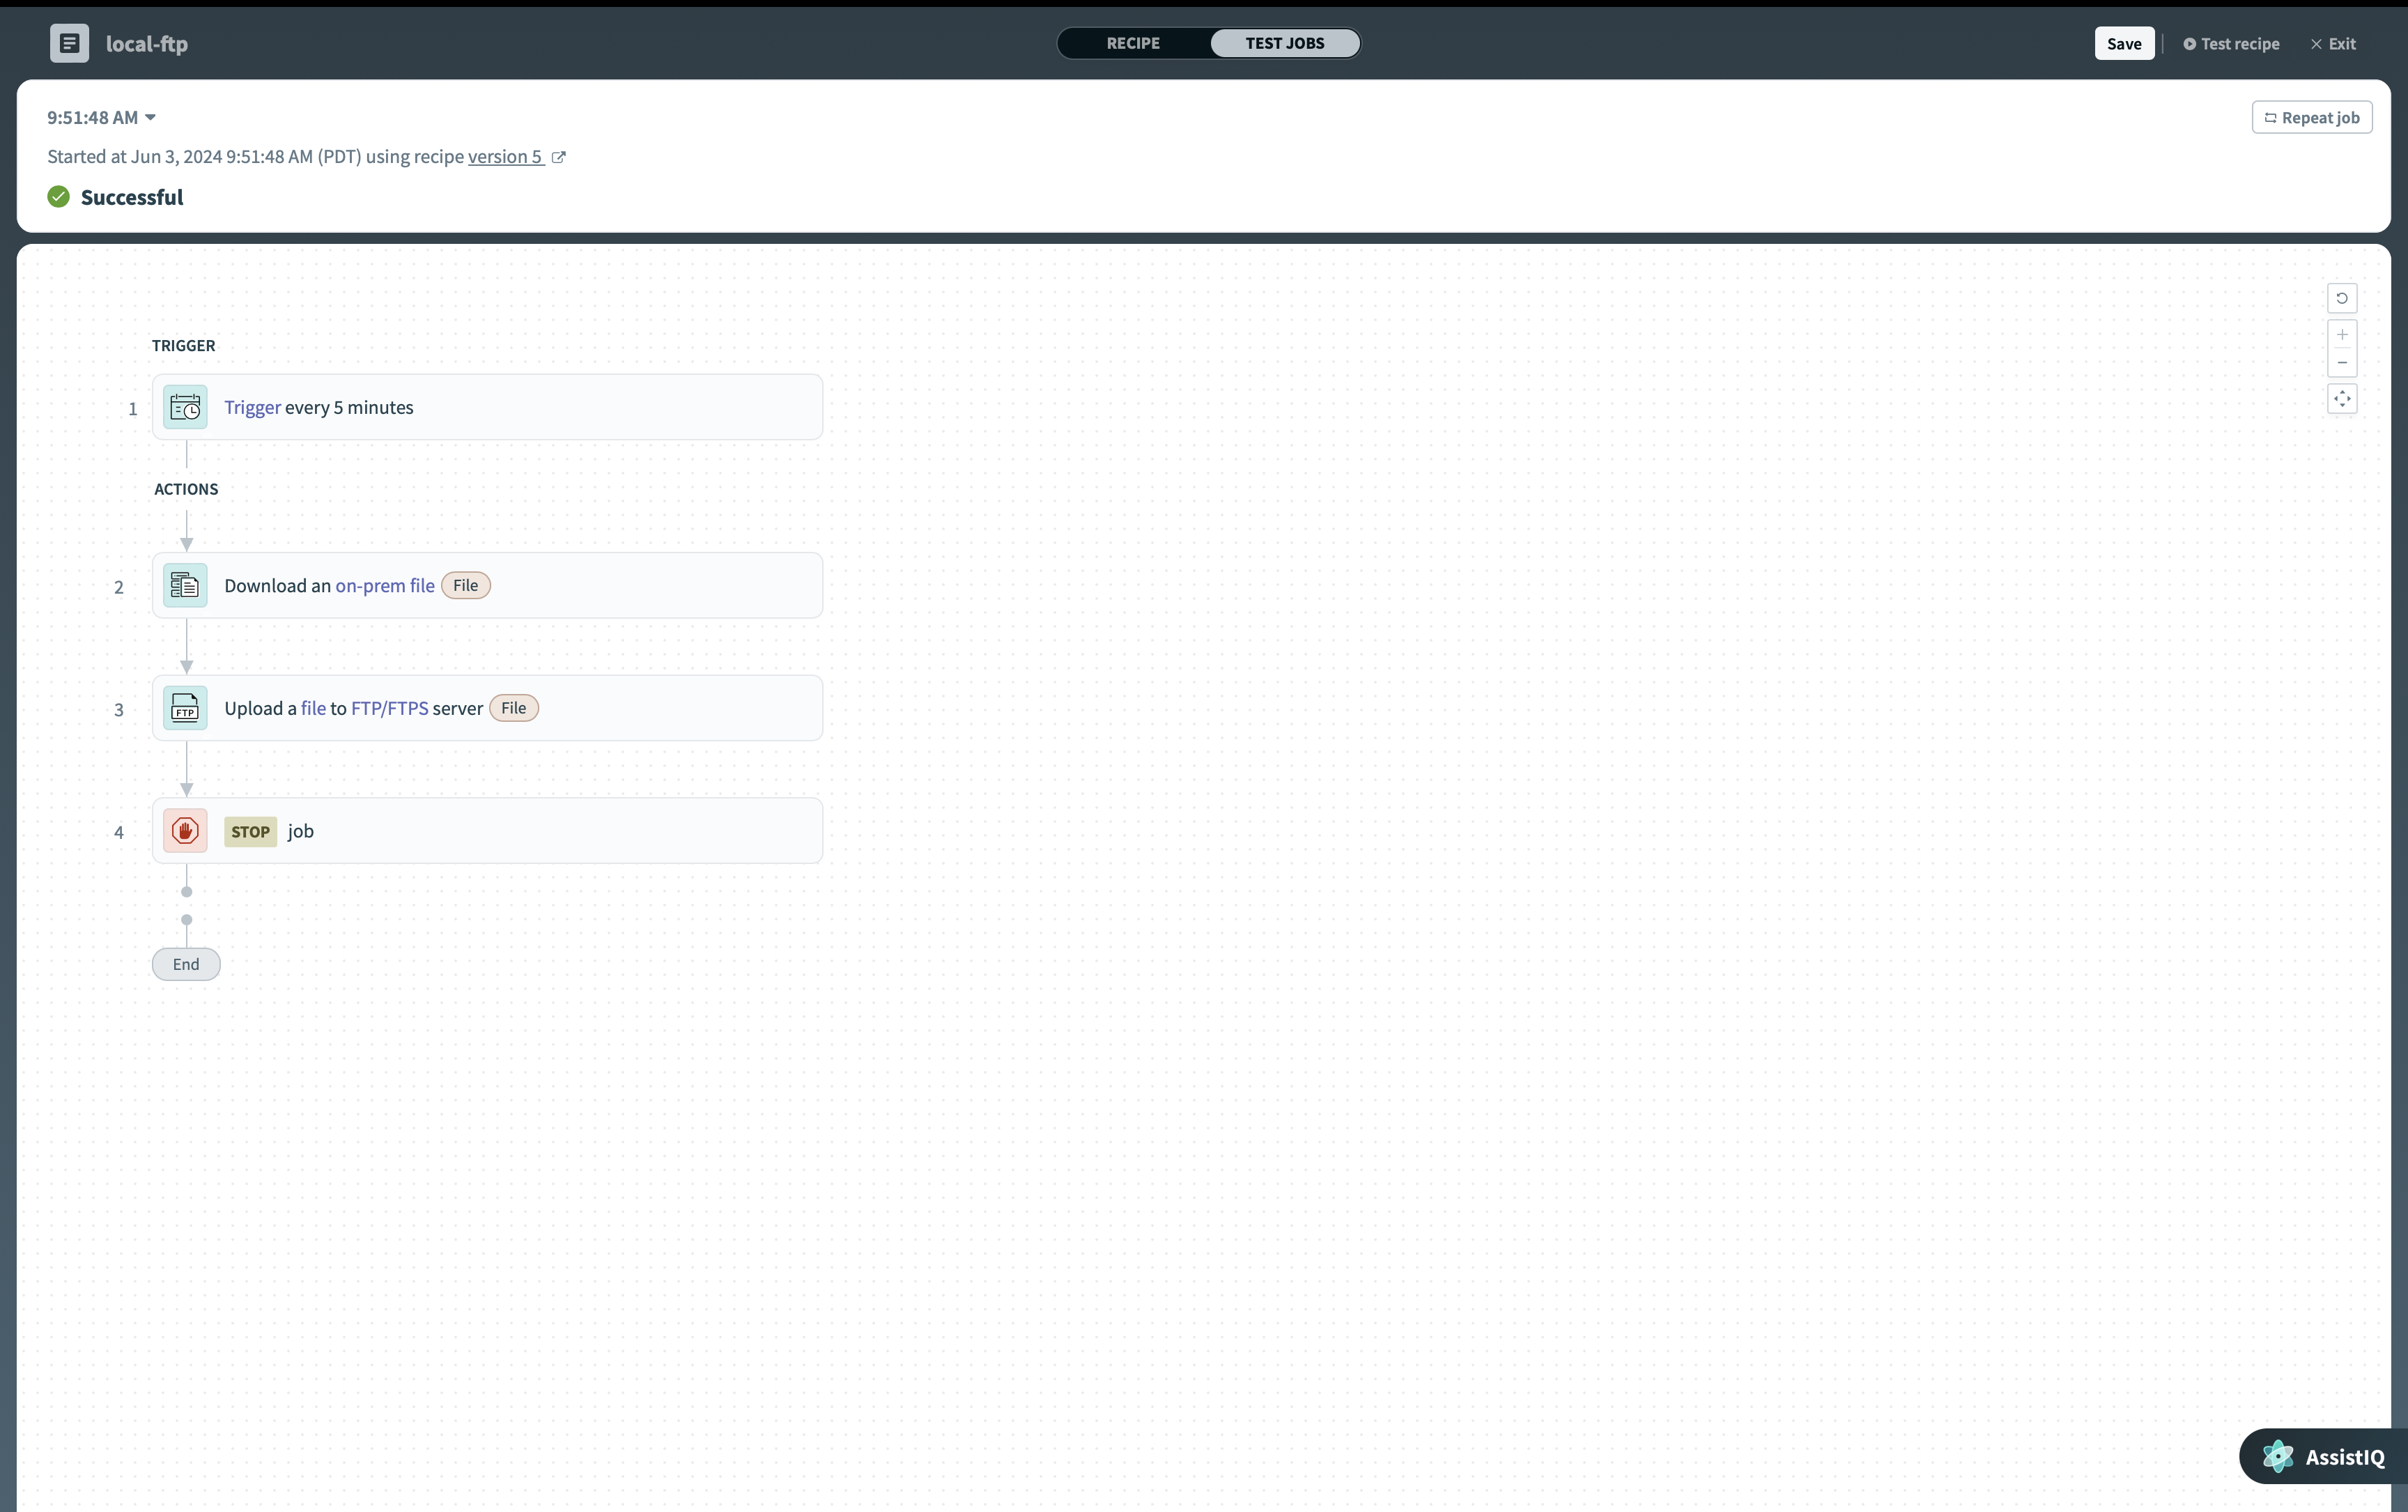 local-ftp
RECIPE
TEST JOBS
Save
Test recipe
Exit
9:51:48 AM
Repeat job
Started at Jun 3, 2024 9:51:48 AM (PDT) using recipe version 5
Successful
TRIGGER
1
Trigger every 5 minutes
ACTIONS
2
Download an on-prem file File
3
FTP
Upload a file to FTP/FTPS server File
4
STOP job
End
AssistIQ